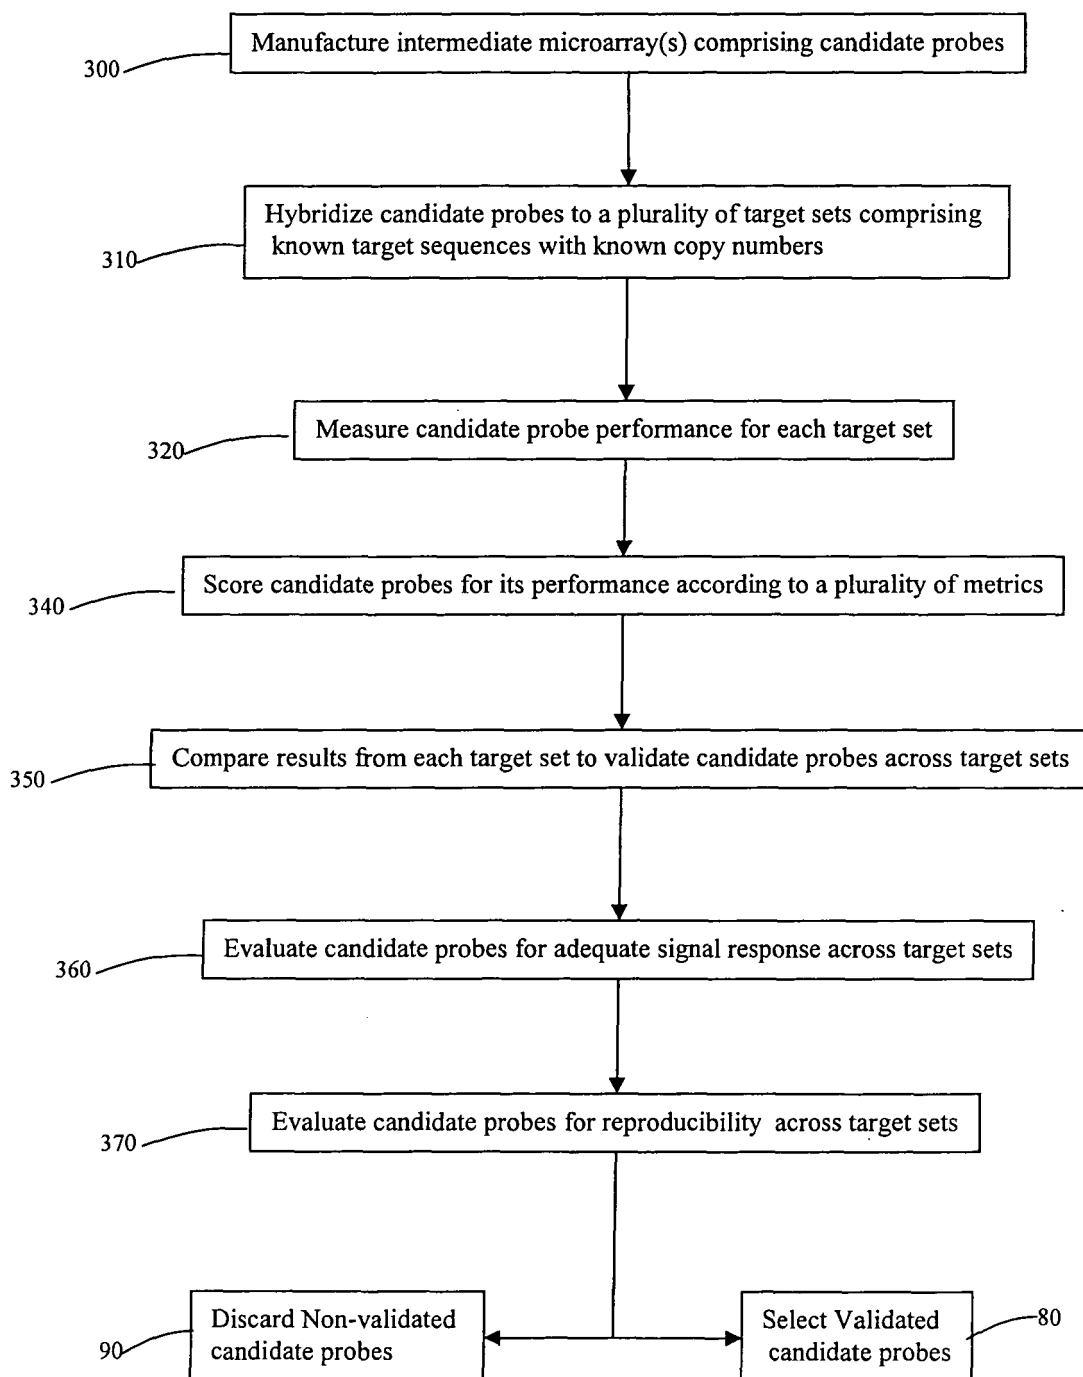 Manufacture intermediate microarray(s) comprising candidate probes
300
Hybridize candidate probes to a plurality of target sets comprising
known target sequences with known copy numbers
310
Measure candidate probe performance for each target set
320
Score candidate probes for its performance according to a plurality of metrics
340
Compare results from each target set to validate candidate probes across target sets
350
Evaluate candidate probes for adequate signal response across target sets
360
Evaluate candidate probes for reproducibility across target sets
370
Discard Non-validated
candidate probes
90
Select Validated
candidate probes
80